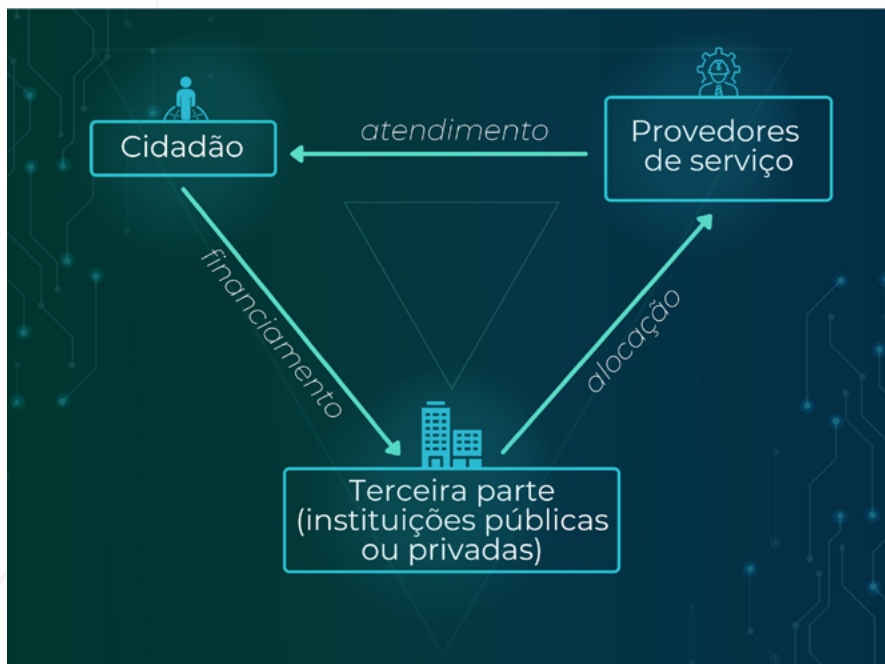 Cidadão
atendimento
Provedores
de serviço
financiamento
alocação
Terceira parte
(instituições públicas
ou privadas)